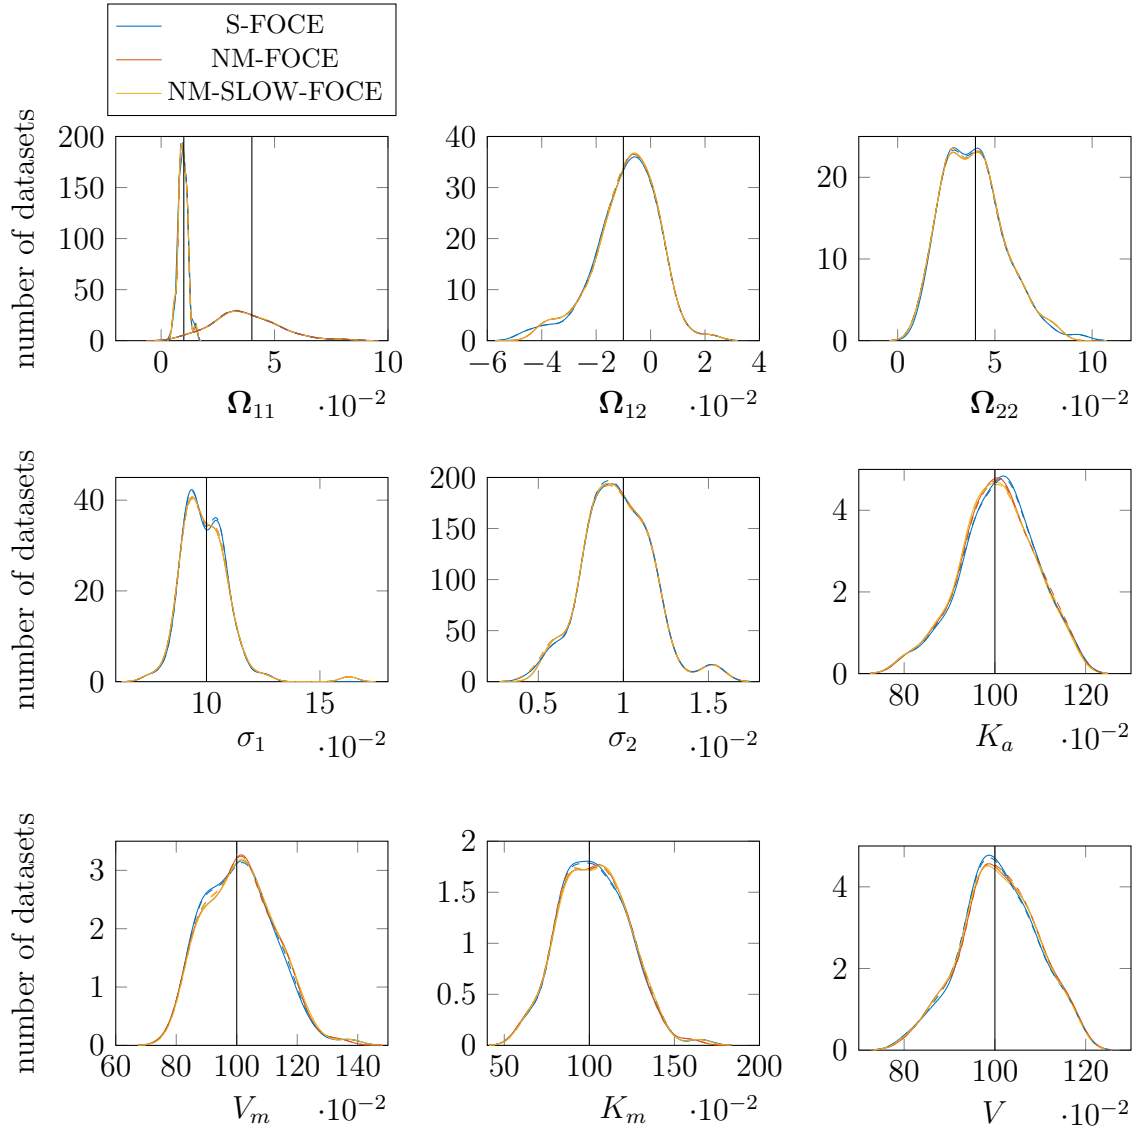 S-FOCE
NM-FOCE
NM-SLOW-FOCE
number of datasets
200
150
100
50
0
0 5 10
Ω11
·10−2
40
30
20
10
0
−6 −4 −2 0 2 4
Ω12
·10−2
20
10
0
0 5 10
Ω22
·10−2
number of datasets
40
20
0
10 15
σ1
·10−2
200
150
100
50
0
0.5 1 1.5
σ2
·10−2
4
2
0
80 100 120
Ka
·10−2
number of datasets
3
2
1
0
60 80 100 120 140
Vm
·10−2
2
1.5
1
0.5
0
50 100 150 200
Km
·10−2
4
2
0
80 100 120
V
·10−2